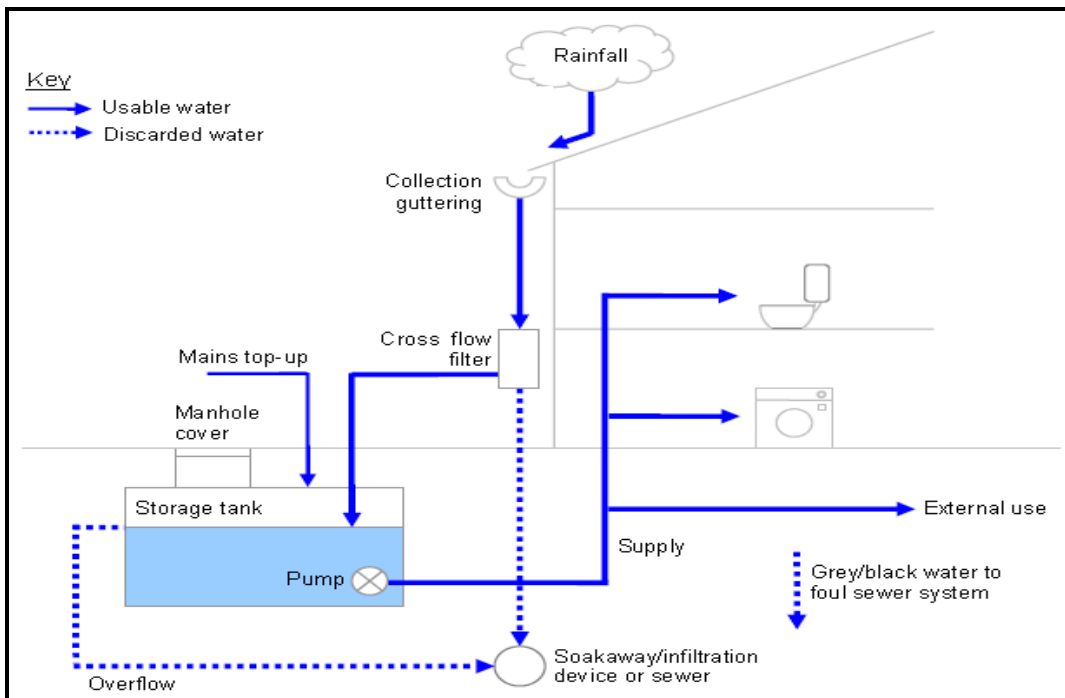 Rainfall
Key
Usable water
Discarded water
Collection
guttering
Cross flow
filter
Mains top-up
Manhole
cover
Storage tank
External use
Supply
Pump
Grey/black water to
foul sewer system
Soakaway/infiltration
device or sewer
Overflow